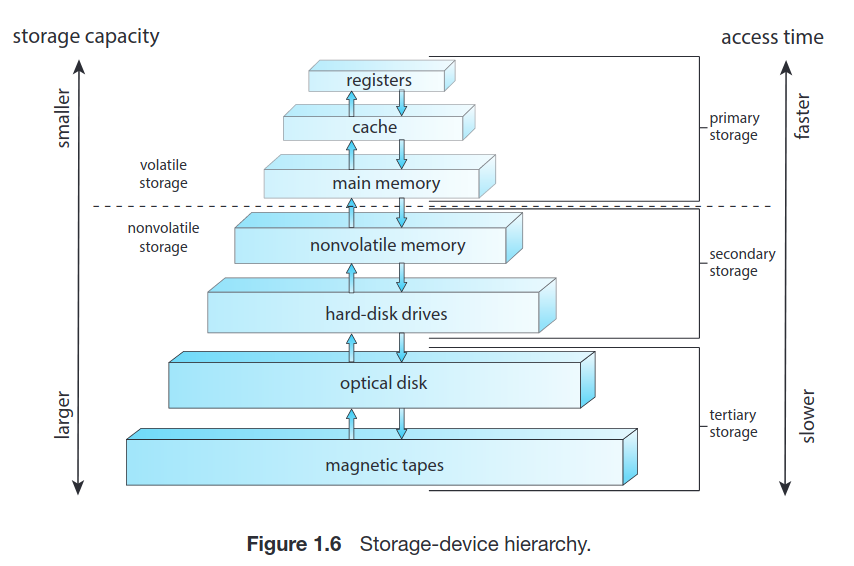 storage capacity
access time
smaller
larger
faster
slower
registers
cache
main memory
nonvolatile memory
hard-disk drives
optical disk
magnetic tapes
volatile
storage
nonvolatile
storage
primary
storage
secondary
storage
tertiary
storage
Figure 1.6 Storage-device hierarchy.